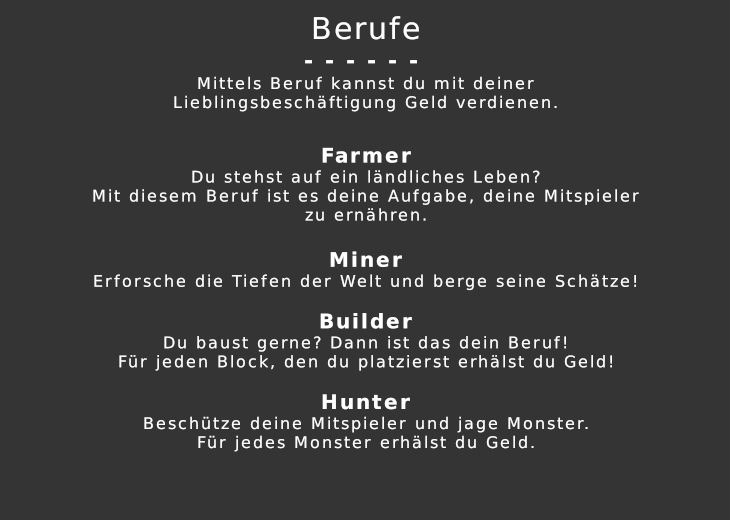 Berufe
- - - - - -
Mittels Beruf kannst du mit deiner
Lieblingsbeschäftigung Geld verdienen.
Farmer
Du stehst auf ein ländliches Leben?
Mit diesem Beruf ist es deine Aufgabe, deine Mitspieler
zu ernähren.
Miner
Erforsche die Tiefen der Welt und berge seine Schätze!
Builder
Du baust gerne? Dann ist das dein Beruf!
Für jeden Block, den du platzierst erhälst du Geld!
Hunter
Beschütze deine Mitspieler und jage Monster.
Für jedes Monster erhälst du Geld.